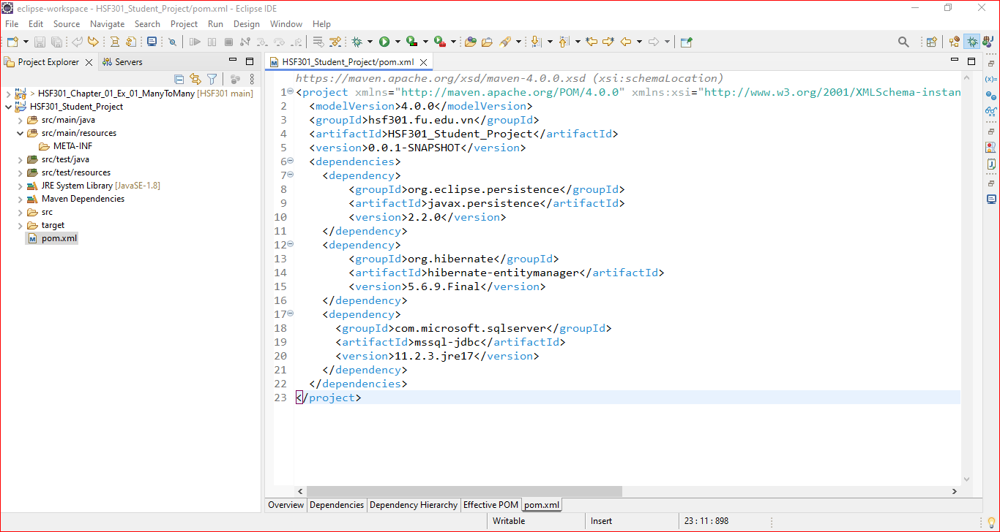 eclipse-workspace - HSF301_Student_Project/pom.xml - Eclipse IDE
File Edit Source Navigate Search Project Run Design Window Help
Project Explorer
Servers
> HSF301_Chapter_01_Ex_01_ManyToMany [HSF301 main]
HSF301_Student_Project
src/main/java
src/main/resources
META-INF
src/test/java
src/test/resources
JRE System Library [JavaSE-1.8]
Maven Dependencies
src
target
pom.xml
HSF301_Student_Project/pom.xml
https://maven.apache.org/xsd/maven-4.0.0.xsd (xsi:schemaLocation)
1 <project xmlns="http://maven.apache.org/POM/4.0.0" xmlns:xsi="http://www.w3.org/2001/XMLSchema-instan
2 <modelVersion>4.0.0</modelVersion>
3 <groupId>hsf301.fu.edu.vn</groupId>
4 <artifactId>HSF301_Student_Project</artifactId>
5 <version>0.0.1-SNAPSHOT</version>
6 <dependencies>
7 <dependency>
8 <groupId>org.eclipse.persistence</groupId>
9 <artifactId>javax.persistence</artifactId>
10 <version>2.2.0</version>
11 </dependency>
12 <dependency>
13 <groupId>org.hibernate</groupId>
14 <artifactId>hibernate-entitymanager</artifactId>
15 <version>5.6.9.Final</version>
16 </dependency>
17 <dependency>
18 <groupId>com.microsoft.sqlserver</groupId>
19 <artifactId>mssql-jdbc</artifactId>
20 <version>11.2.3.jre17</version>
21 </dependency>
22 </dependencies>
23 </project>
Overview Dependencies Dependency Hierarchy Effective POM pom.xml
Writable Insert 23 : 11 : 898